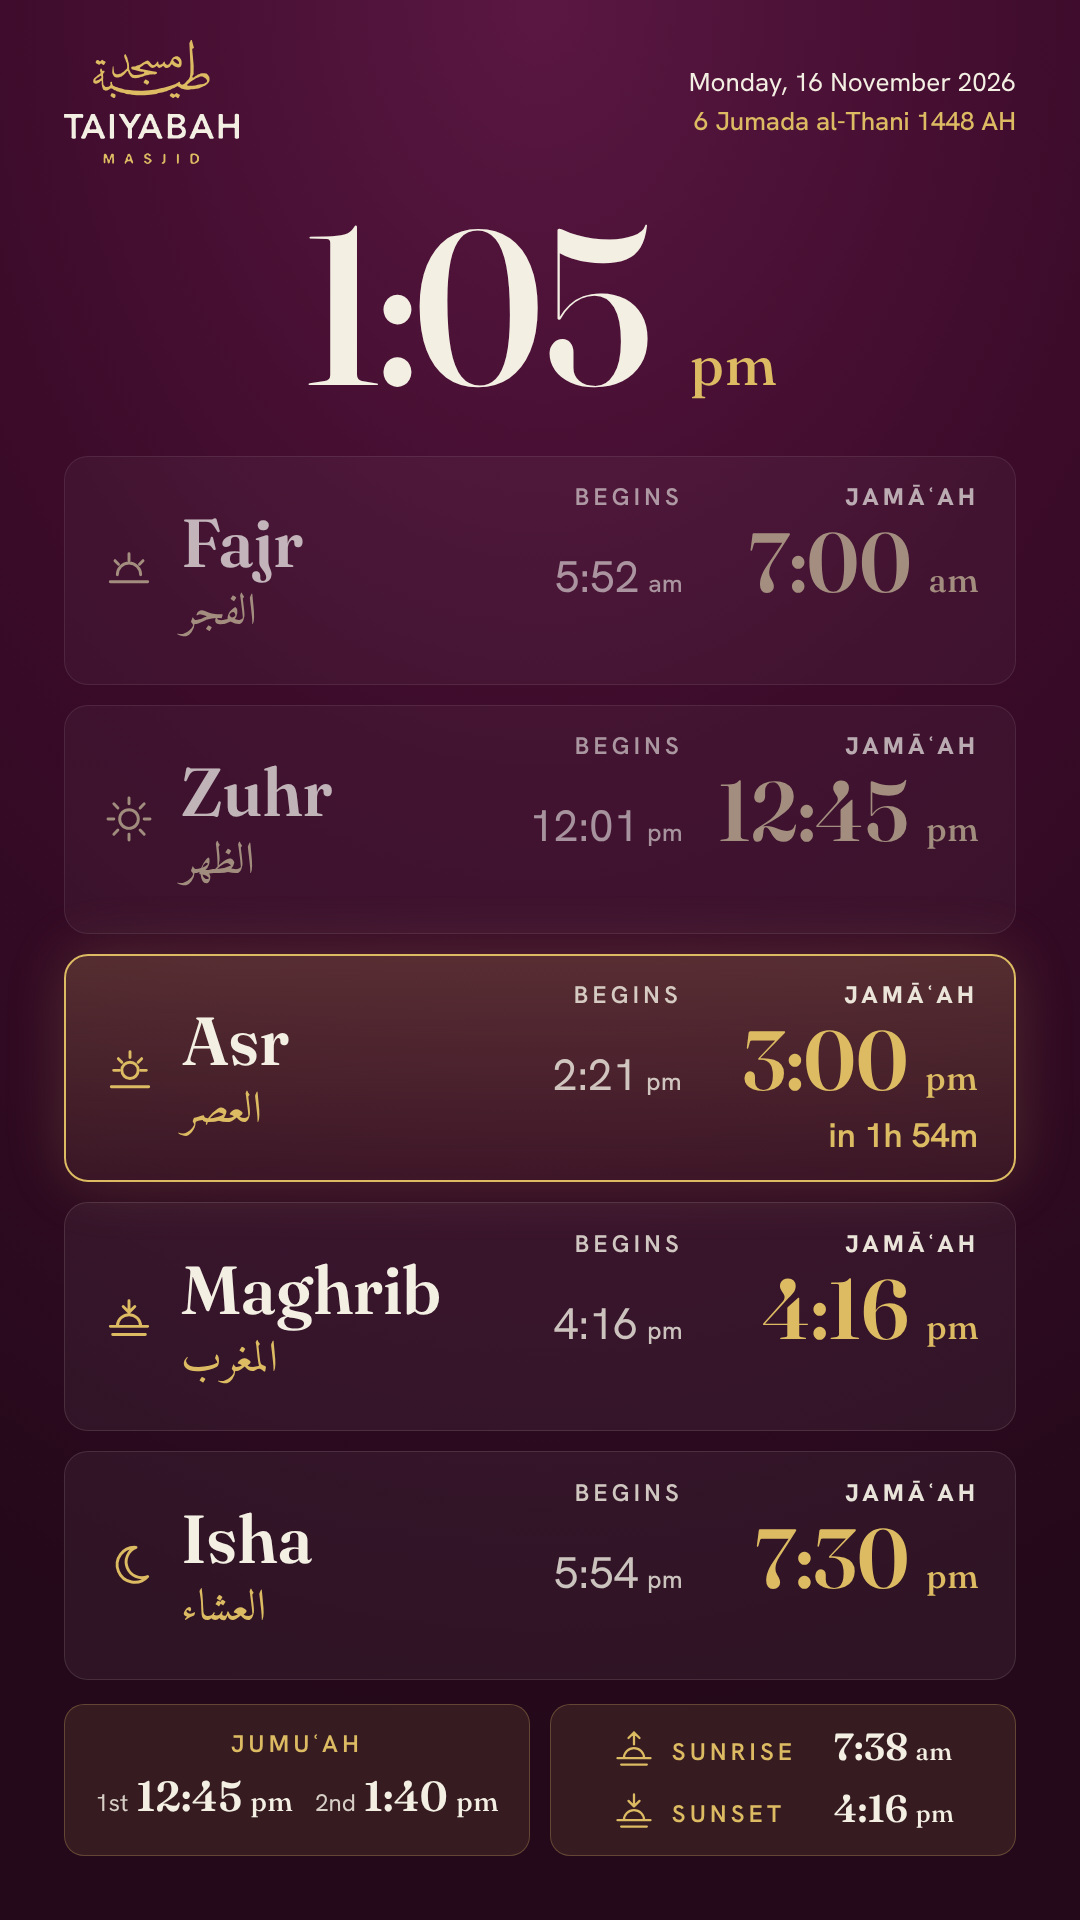 مسجد طيبة
TAIYABAH
MASJID
Monday, 16 November 2026
6 Jumada al-Thani 1448 AH
1:05 pm
Fajr
الفجر
BEGINS
5:52 am
JAMĀʿAH
7:00 am
Zuhr
الظهر
BEGINS
12:01 pm
JAMĀʿAH
12:45 pm
Asr
العصر
BEGINS
2:21 pm
JAMĀʿAH
3:00 pm
in 1h 54m
Maghrib
المغرب
BEGINS
4:16 pm
JAMĀʿAH
4:16 pm
Isha
العشاء
BEGINS
5:54 pm
JAMĀʿAH
7:30 pm
JUMUʿAH
1st 12:45 pm 2nd 1:40 pm
SUNRISE 7:38 am
SUNSET 4:16 pm